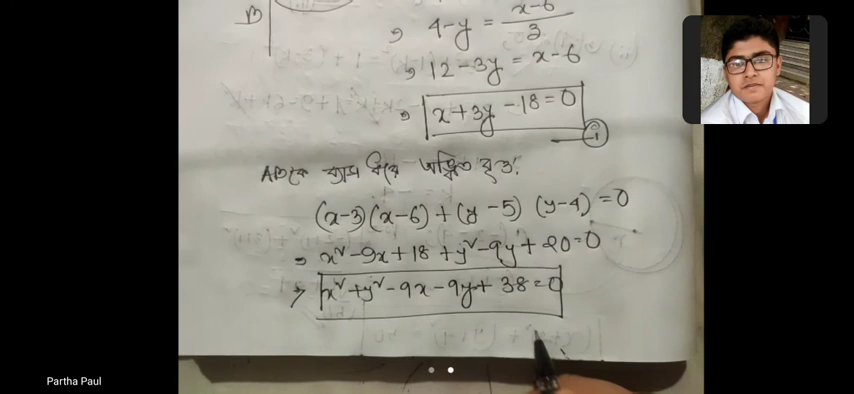 B
4-y = x-6/3
⇒ 12-3y = x-6
⇒ x+3y-18=0
i
ABকে ব্যাস ধরে অঙ্কিত বৃত্ত:
(x-3)(x-6)+(y-5)(y-4)=0
⇒ x²-9x+18+y²-9y+20=0
⇒ x²+y²-9x-9y+38=0
Partha Paul